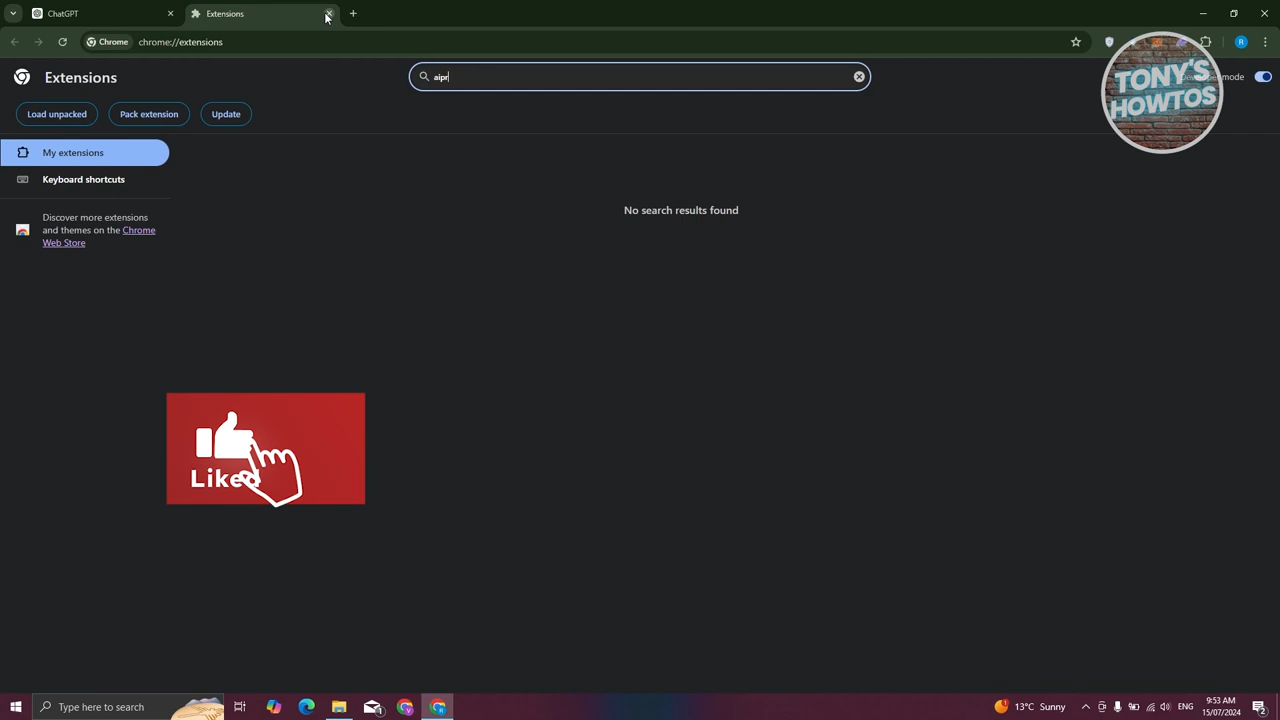 ChatGPT
Extensions
Chrome
chrome://extensions
R
Extensions
aipr
Developer mode
TONY'S
HOWTOS
Load unpacked
Pack extension
Update
My extensions
Keyboard shortcuts
Discover more extensions
and themes on the Chrome
Web Store
No search results found
Liked
Type here to search
13°C Sunny
ENG
9:53 AM
15/07/2024